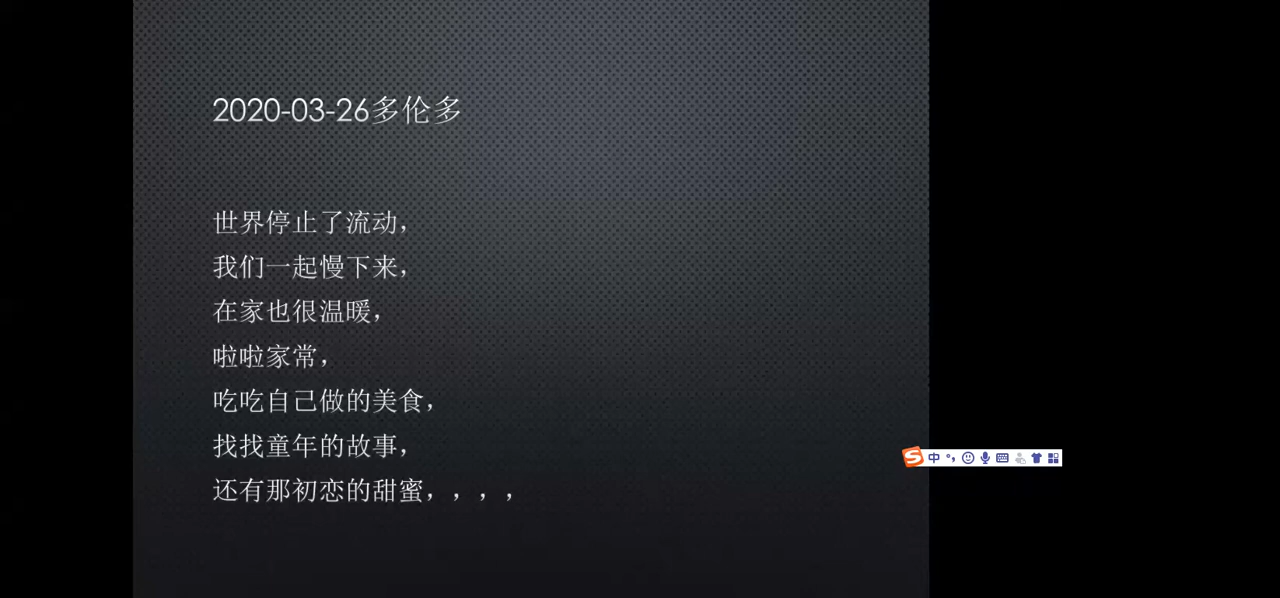 2020-03-26多伦多
世界停止了流动，
我们一起慢下来，
在家也很温暖，
啦啦家常，
吃吃自己做的美食，
找找童年的故事，
还有那初恋的甜蜜，，，，
中